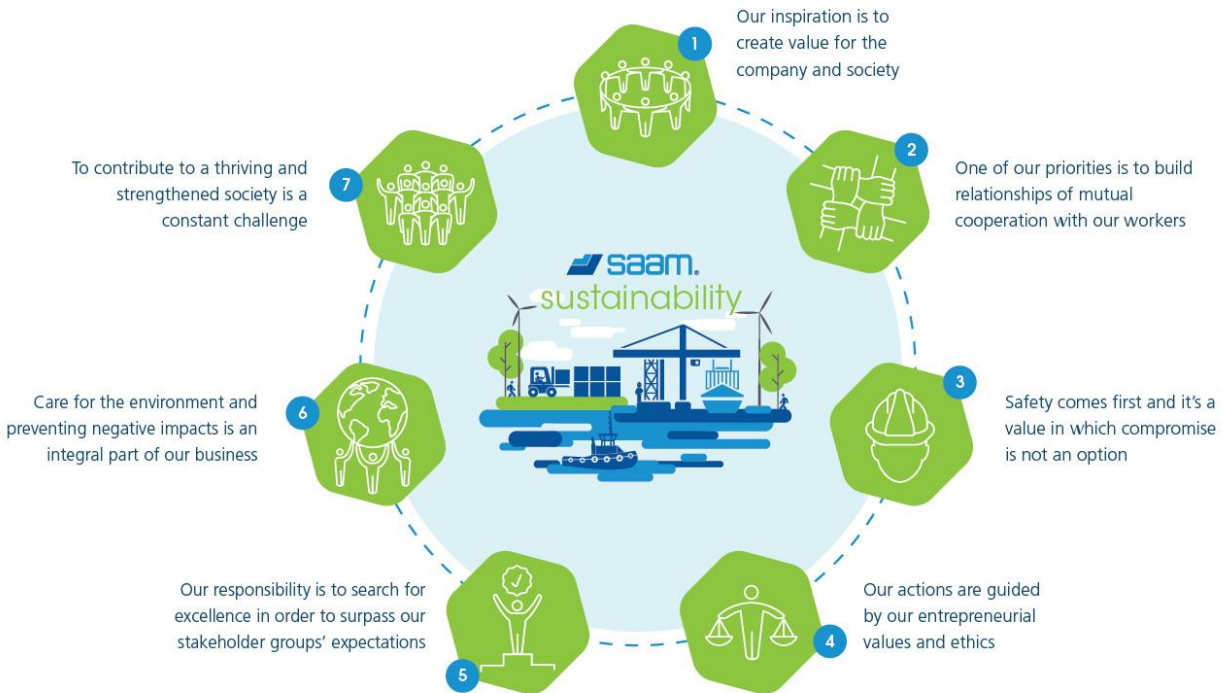 1
Our inspiration is to
create value for the
company and society
2
One of our priorities is to build
relationships of mutual
cooperation with our workers
3
Safety comes first and it's a
value in which compromise
is not an option
4
Our actions are guided
by our entrepreneurial
values and ethics
5
Our responsibility is to search for
excellence in order to surpass our
stakeholder groups' expectations
6
Care for the environment and
preventing negative impacts is an
integral part of our business
7
To contribute to a thriving and
strengthened society is a
constant challenge
saam.
sustainability